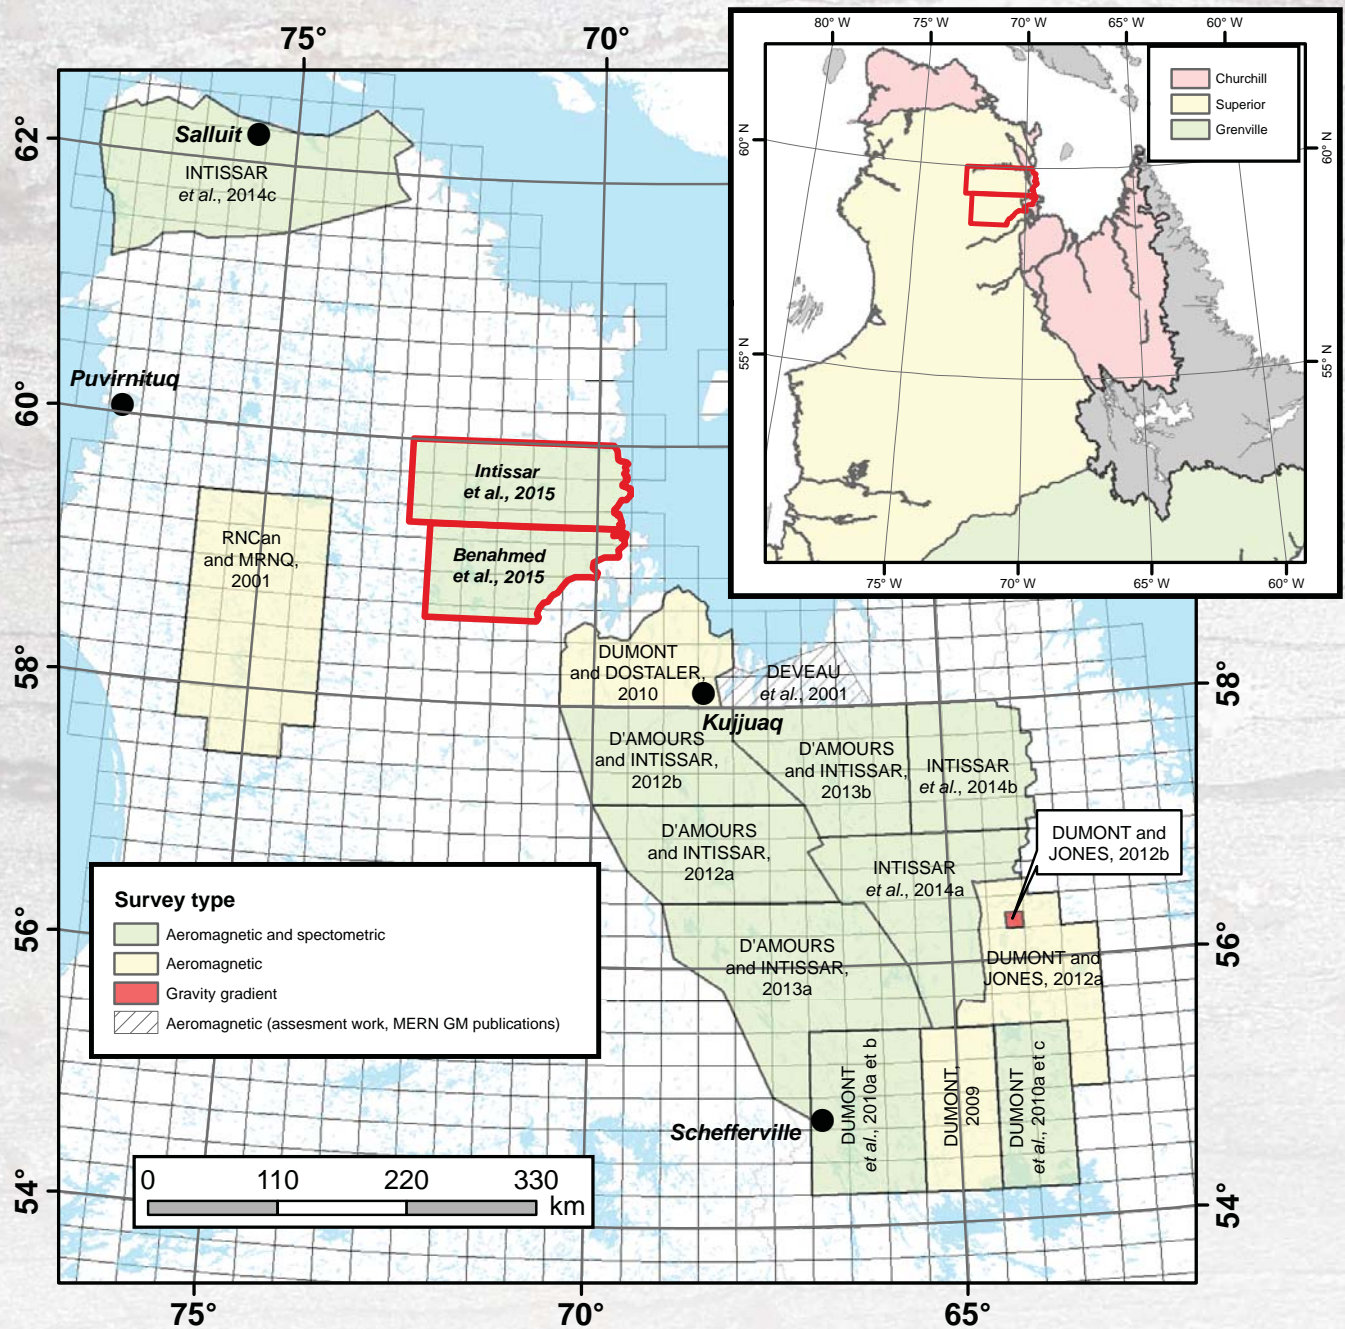 75°
70°
62°
60°
58°
56°
54°
58°
56°
54°
75°
70°
65°
Salluit
INTISSAR
et al., 2014c
Puvirnituq
Intissar
et al., 2015
Benahmed
et al., 2015
RNCan
and MRNQ,
2001
DUMONT
and DOSTALER,
2010
DEVEAU
et al., 2001
Kujjuaq
D'AMOURS
and INTISSAR,
2012b
D'AMOURS
and INTISSAR,
2013b
INTISSAR
et al., 2014b
D'AMOURS
and INTISSAR,
2012a
INTISSAR
et al., 2014a
DUMONT and
JONES, 2012b
D'AMOURS
and INTISSAR,
2013a
DUMONT and
JONES, 2012a
DUMONT
et al., 2010a et b
DUMONT,
2009
DUMONT
et al., 2010a et c
Schefferville
Survey type
Aeromagnetic and spectometric
Aeromagnetic
Gravity gradient
Aeromagnetic (assesment work, MERN GM publications)
0 110 220 330
km
80° W 75° W 70° W 65° W 60° W
Churchill
Superior
Grenville
60° N
55° N
60° N
55° N
75° W 70° W 65° W 60° W